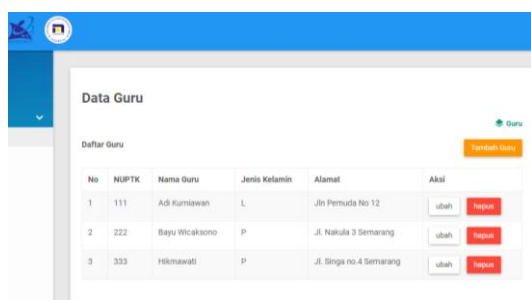 Data Guru
Guru
Daftar Guru
Tambah Guru
No NUPTK Nama Guru Jenis Kelamin Alamat Aksi
1 111 Adi Kurniawan L Jln Pemuda No 12 ubah hapus
2 222 Bayu Wicaksono P Jl. Nakula 3 Semarang ubah hapus
3 333 Hikmawati P Jl. Singa no.4 Semarang ubah hapus